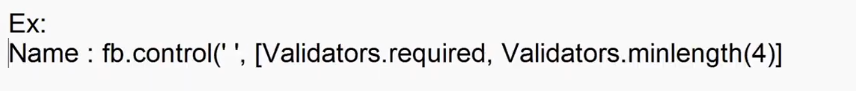 Ex:
Name : fb.control(' ', [Validators.required, Validators.minlength(4)]